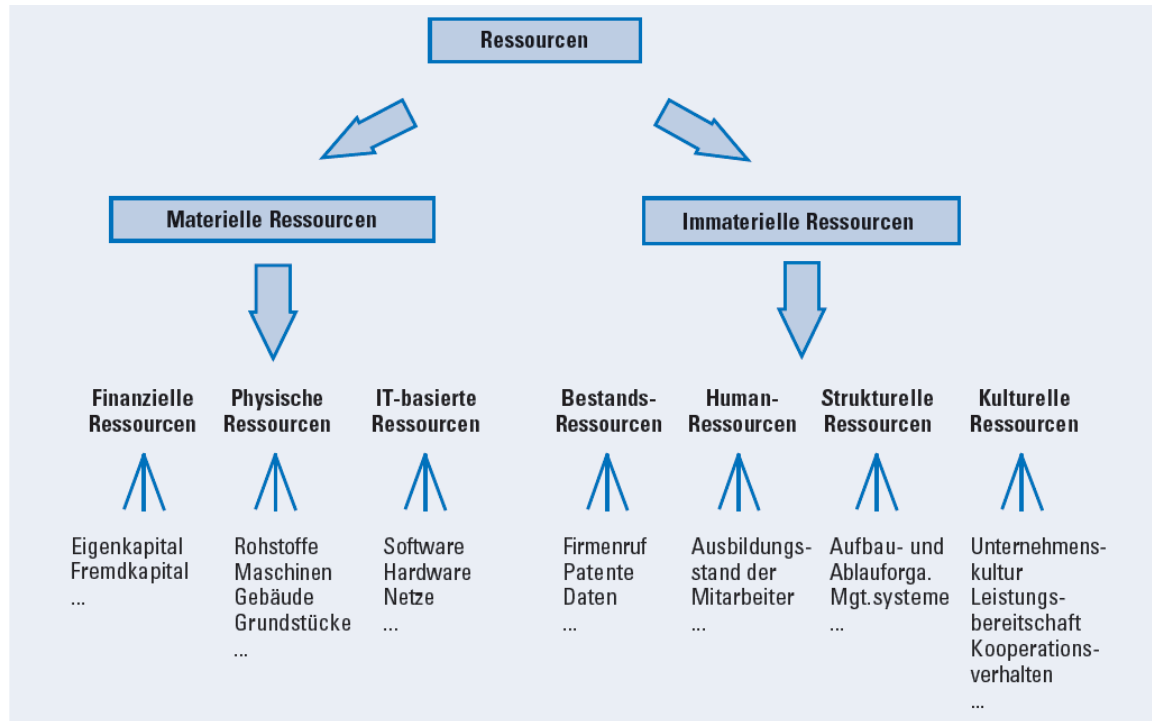 Ressourcen
Materielle Ressourcen
Immaterielle Ressourcen
Finanzielle
Ressourcen
Physische
Ressourcen
IT-basierte
Ressourcen
Bestands-
Ressourcen
Human-
Ressourcen
Strukturelle
Ressourcen
Kulturelle
Ressourcen
Eigenkapital
Fremdkapital
...
Rohstoffe
Maschinen
Gebäude
Grundstücke
...
Software
Hardware
Netze
...
Firmenruf
Patente
Daten
...
Ausbildungs-
stand der
Mitarbeiter
...
Aufbau- und
Ablauforga.
Mgt.systeme
...
Unternehmens-
kultur
Leistungs-
bereitschaft
Kooperations-
verhalten
...